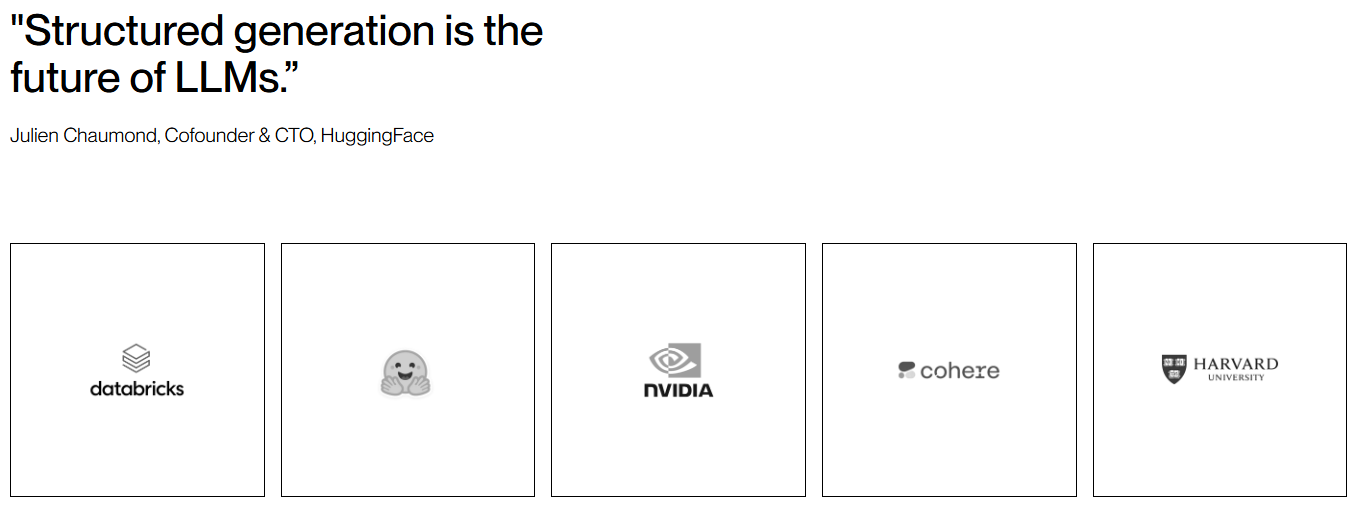 "Structured generation is the
future of LLMs.”
Julien Chaumond, Cofounder & CTO, HuggingFace
databricks
nVIDIA
cohere
HARVARD
UNIVERSITY